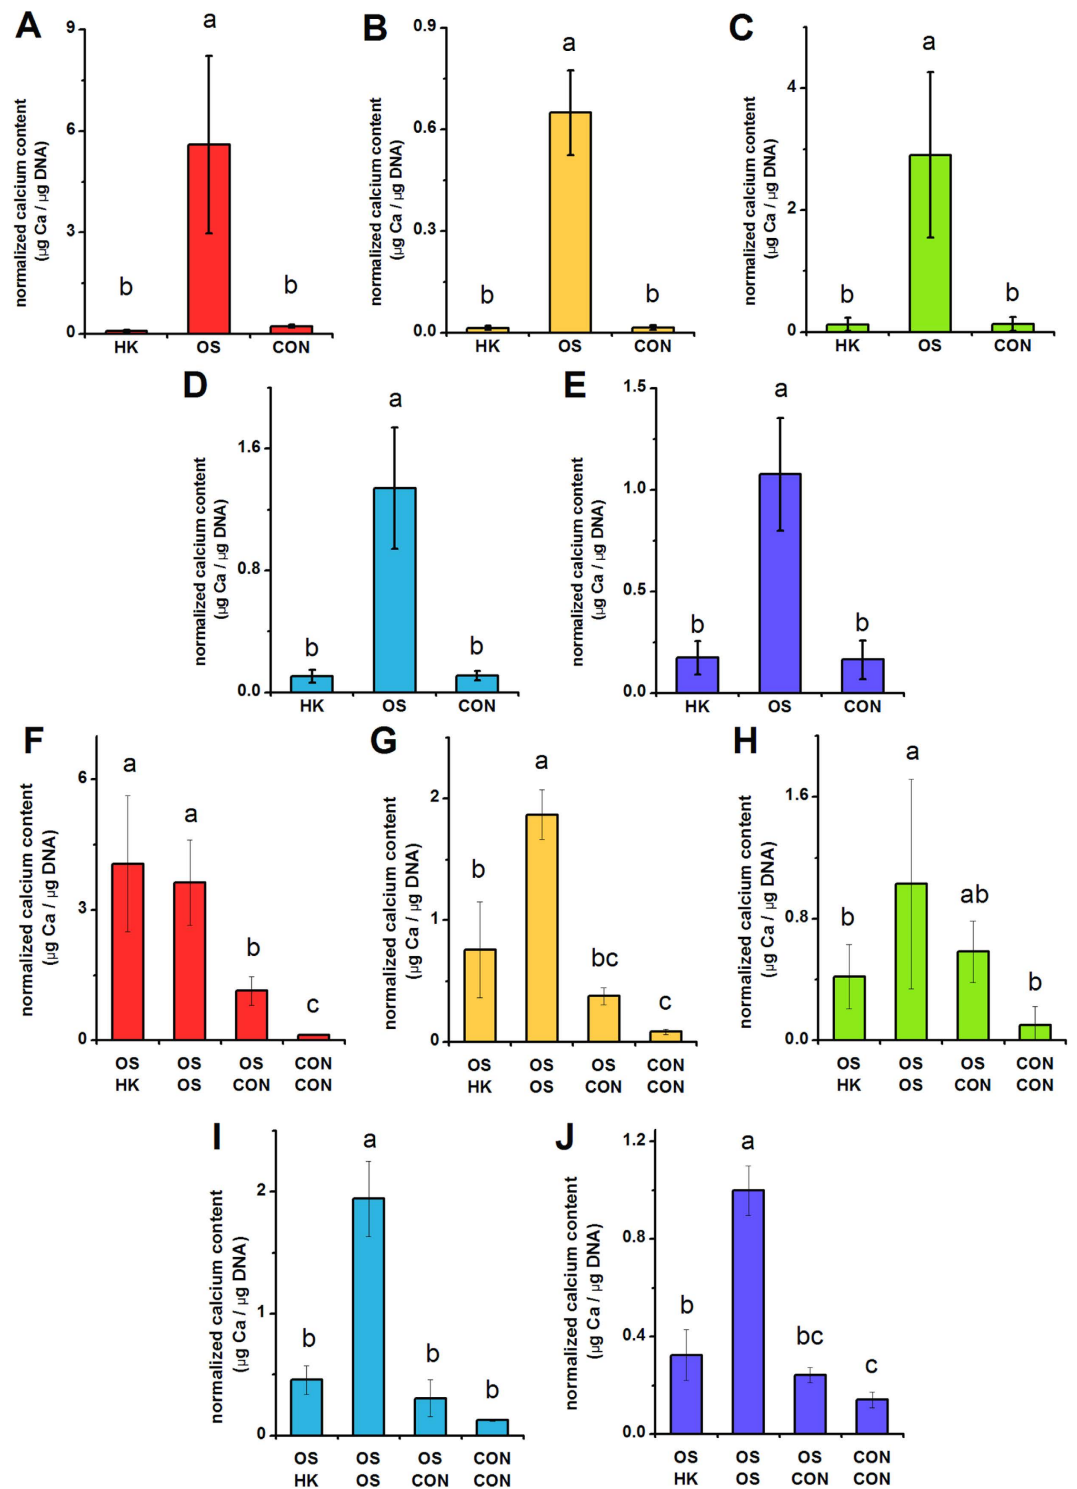 A
normalized calcium content
(μg Ca / μg DNA)
9
6
3
0
b
a
b
HK OS CON
B
normalized calcium content
(μg Ca / μg DNA)
0.9
0.6
0.3
0.0
b
a
b
HK OS CON
C
normalized calcium content
(μg Ca / μg DNA)
4
2
0
b
a
b
HK OS CON
D
normalized calcium content
(μg Ca / μg DNA)
1.6
0.8
0.0
b
a
b
HK OS CON
E
normalized calcium content
(μg Ca / μg DNA)
1.5
1.0
0.5
0.0
b
a
b
HK OS CON
F
normalized calcium content
(μg Ca / μg DNA)
6
3
0
a
a
b
c
OS OS OS CON
HK OS CON CON
G
normalized calcium content
(μg Ca / μg DNA)
2
1
0
b
a
bc
c
OS OS OS CON
HK OS CON CON
H
normalized calcium content
(μg Ca / μg DNA)
1.6
0.8
0.0
b
a
ab
b
OS OS OS CON
HK OS CON CON
I
normalized calcium content
(μg Ca / μg DNA)
2
1
0
b
a
b
b
OS OS OS CON
HK OS CON CON
J
normalized calcium content
(μg Ca / μg DNA)
1.2
0.8
0.4
0.0
b
a
bc
c
OS OS OS CON
HK OS CON CON